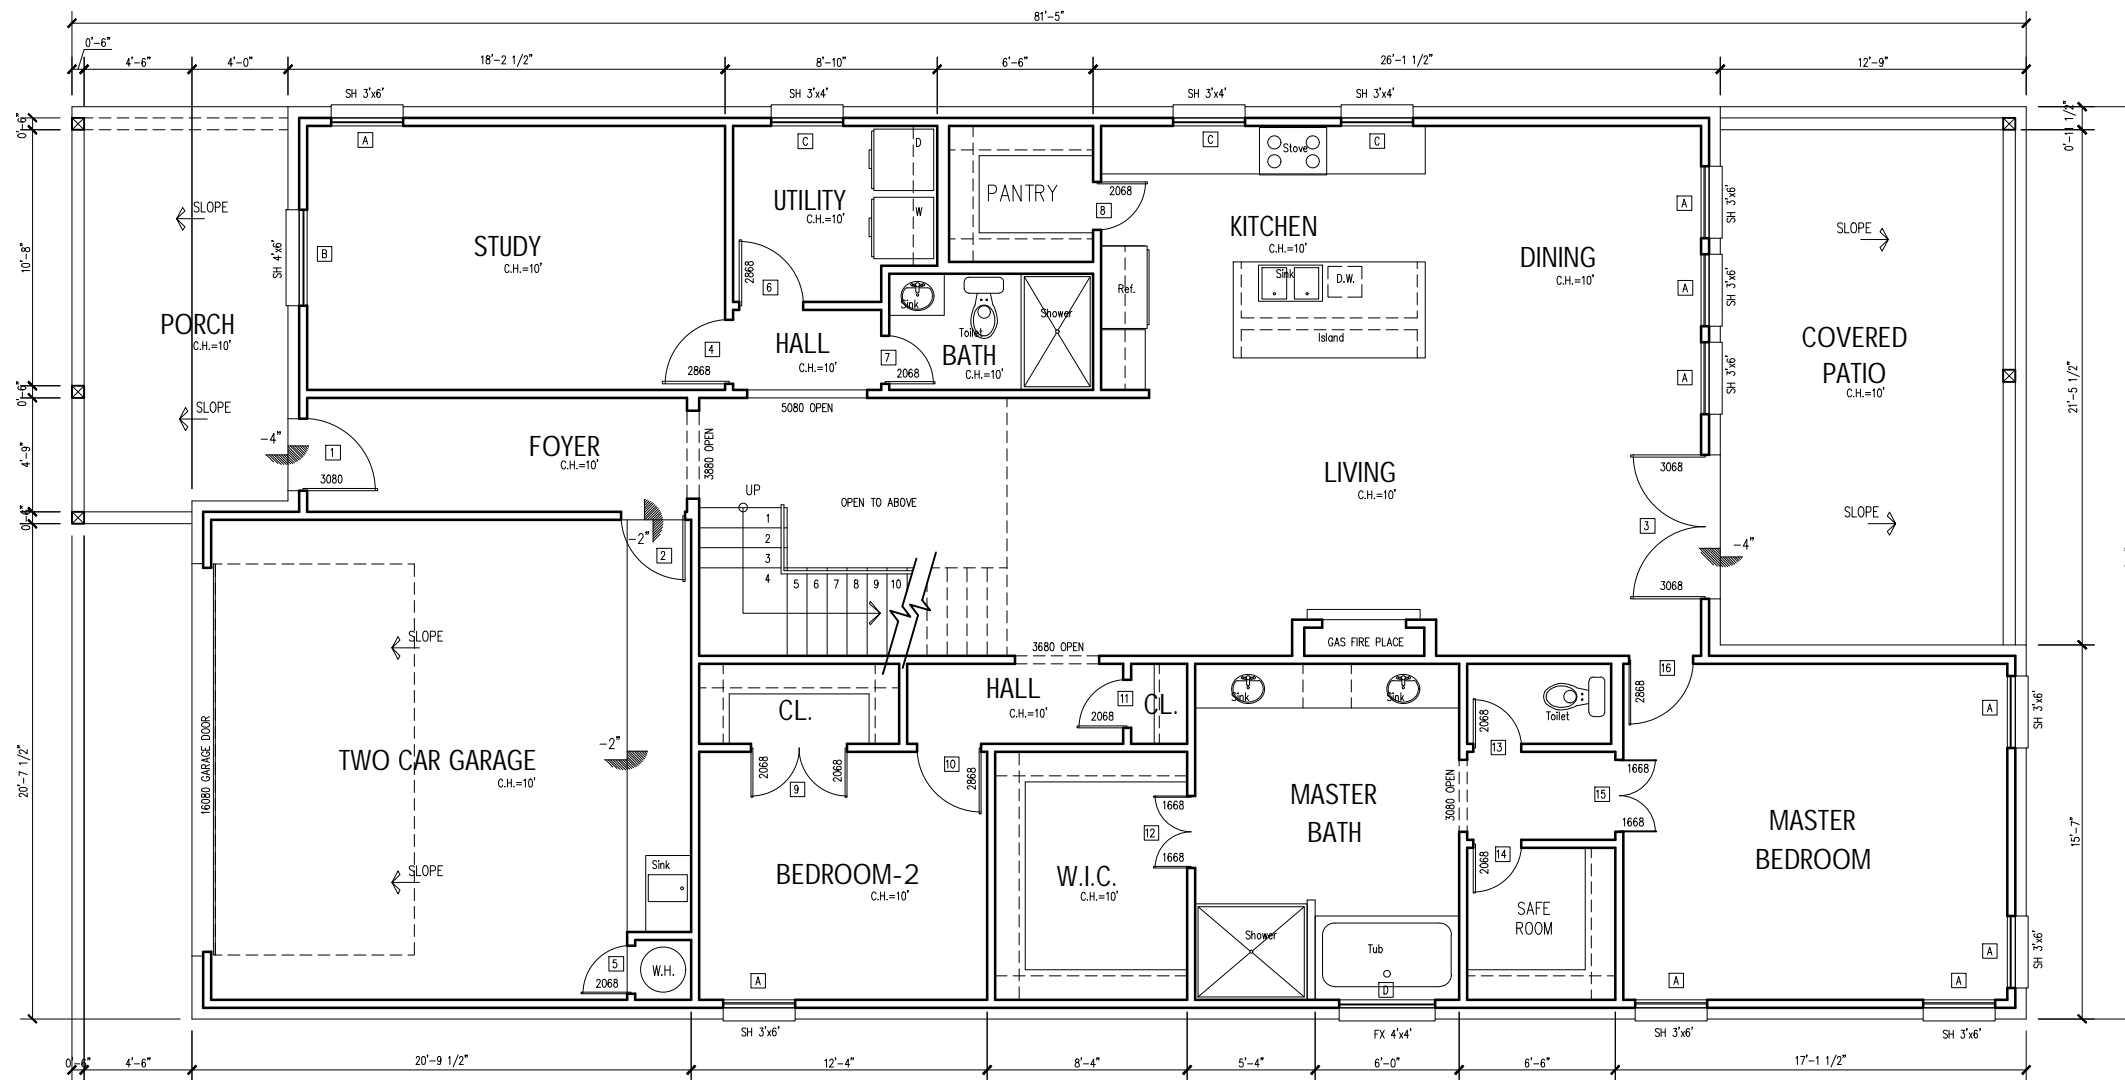 81'-5"
0'-6"
4'-6"
4'-0"
18'-2 1/2"
8'-10"
6'-6"
26'-1 1/2"
12'-9"
SH 3'x6'
SH 3'x4'
SH 3'x4'
SH 3'x4'
0'-6"
0'-11 1/2"
A
C
D
C
Stove
C
PANTRY
2068
8
UTILITY
C.H.=10'
W
SLOPE
A
SH 3'x6'
10'-8"
SH 4'x6'
B
STUDY
C.H.=10'
KITCHEN
C.H.=10'
DINING
C.H.=10'
SLOPE
2868
6
Sink
D.W.
Ref.
A
SH 3'x6'
Sink
Shower
Toilet
Island
PORCH
C.H.=10'
HALL
C.H.=10'
4
2868
7
2068
BATH
C.H.=10'
COVERED
PATIO
C.H.=10'
A
SH 3'x6'
0'-6"
SLOPE
5080 OPEN
21'-5 1/2"
4'-9"
-4"
1
3080
FOYER
C.H.=10'
3880 OPEN
LIVING
C.H.=10'
3068
UP
OPEN TO ABOVE
SLOPE
0'-6"
1
2
3
4
5
6
7
8
9
10
-2"
2
3
-4"
3068
SLOPE
3680 OPEN
GAS FIRE PLACE
16
2868
HALL
C.H.=10'
11
2068
CL.
CL.
Sink
Sink
Toilet
2068
13
A
SH 3'x6'
16080 GARAGE DOOR
TWO CAR GARAGE
C.H.=10'
-2"
20'-7 1/2"
2068
2068
9
10
2868
1668
12
1668
MASTER
BATH
3080 OPEN
1668
15
1668
MASTER
BEDROOM
15'-7"
SLOPE
Sink
BEDROOM-2
C.H.=10'
W.I.C.
C.H.=10'
2068
14
SAFE
ROOM
Shower
Tub
A
SH 3'x6'
5
2068
W.H.
A
D
A
A
SH 3'x6'
FX 4'x4'
SH 3'x6'
SH 3'x6'
0'-6"
4'-6"
20'-9 1/2"
12'-4"
8'-4"
5'-4"
6'-0"
6'-6"
17'-1 1/2"